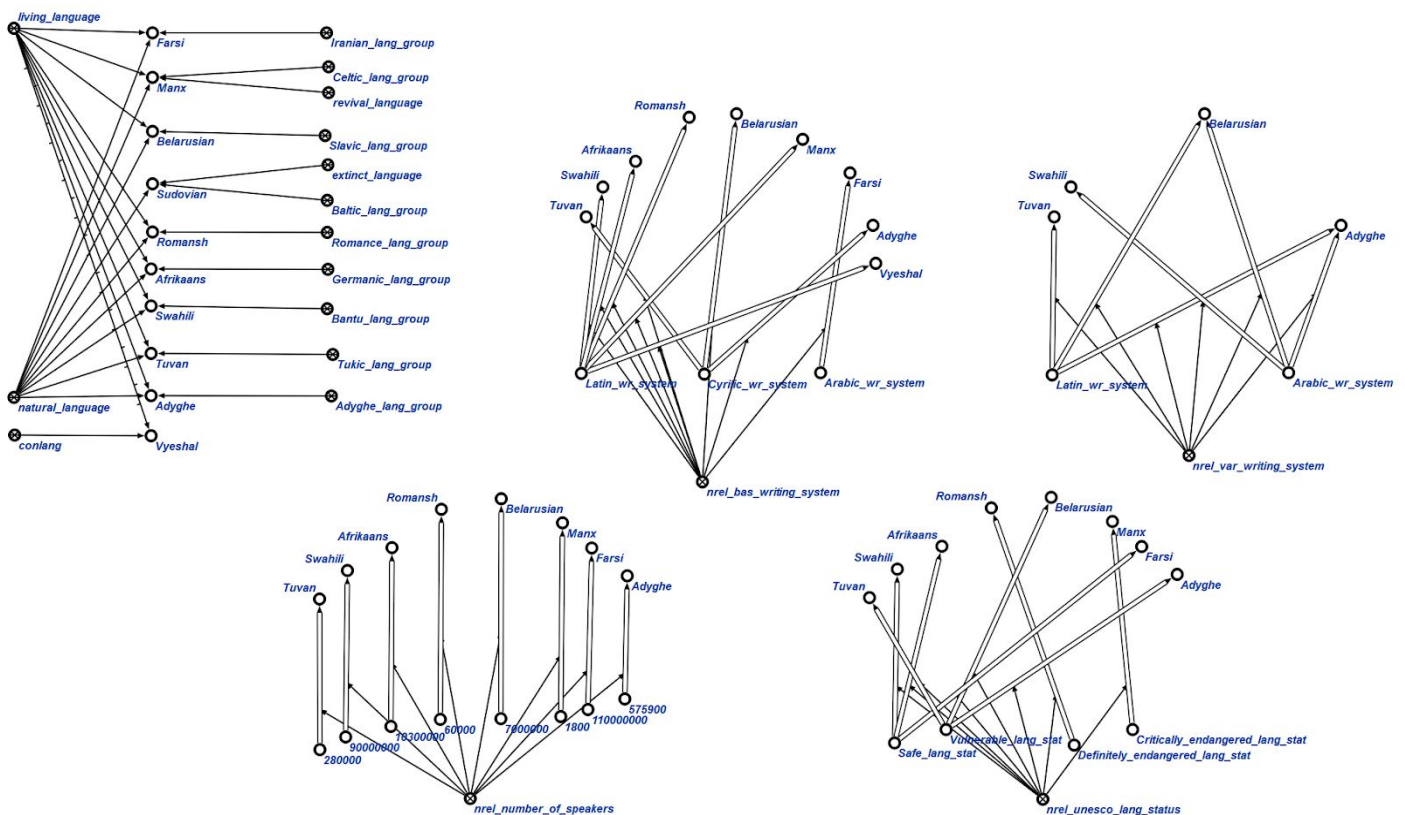 living_language
Farsi
Iranian_lang_group
Manx
Celtic_lang_group
revival_language
Belarusian
Slavic_lang_group
Sudovian
extinct_language
Baltic_lang_group
Romansh
Romance_lang_group
Afrikaans
Germanic_lang_group
Swahili
Bantu_lang_group
Tuvan
Tukic_lang_group
natural_language
Adyghe
Adyghe_lang_group
conlang
Vyeshal
Romansh
Belarusian
Afrikaans
Manx
Swahili
Farsi
Tuvan
Adyghe
Vyeshal
Latin_wr_system
Cyrific_wr_system
Arabic_wr_system
nrel_bas_writing_system
Belarusian
Swahili
Tuvan
Adyghe
Latin_wr_system
Arabic_wr_system
nrel_var_writing_system
Romansh
Belarusian
Afrikaans
Manx
Swahili
Farsi
Tuvan
Adyghe
280000
90000000
10300000
60000
7000000
1800
110000000
575900
nrel_number_of_speakers
Romansh
Belarusian
Afrikaans
Manx
Swahili
Farsi
Tuvan
Adyghe
Safe_lang_stat
Vulnerable_lang_stat
Definitely_endangered_lang_stat
Critically_endangered_lang_stat
nrel_unesco_lang_status